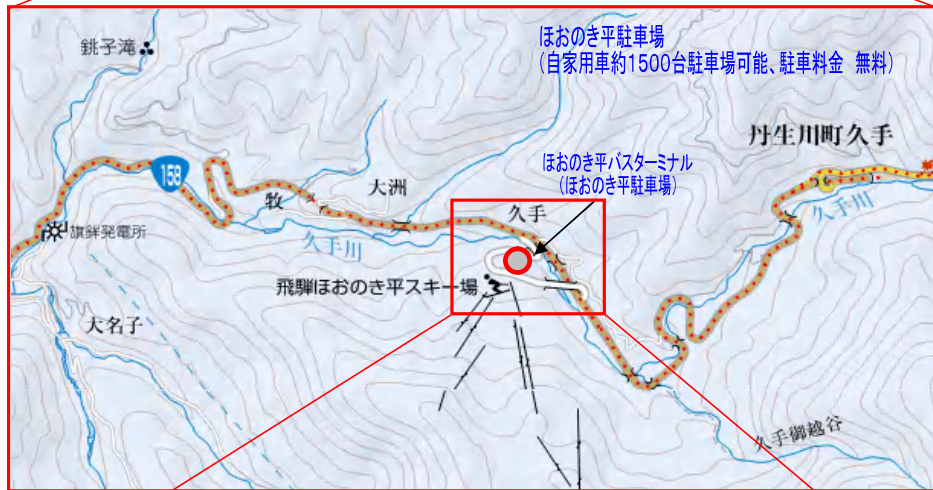 銚子滝
ほおのき平駐車場
(自家用車約1500台駐車場可能、駐車料金 無料)
丹生川町久手
ほおのき平バスターミナル
(ほおのき平駐車場)
158
大洲
牧
久手
久手川
旗鉾発電所
久手川
飛騨ほおのき平スキー場
大名子
久手御越谷